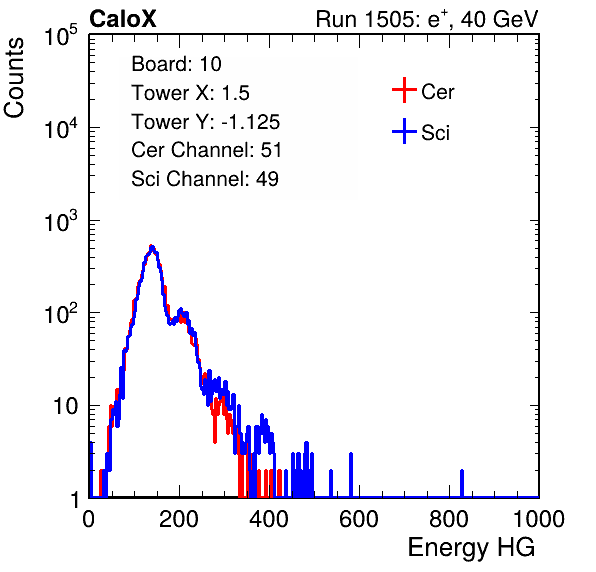 CaloX Run 1505: e+, 40 GeV
Counts
10^5
10^4
10^3
10^2
10
1
Board: 10
Tower X: 1.5
Tower Y: -1.125
Cer Channel: 51
Sci Channel: 49
Cer
Sci
0 200 400 600 800 1000
Energy HG